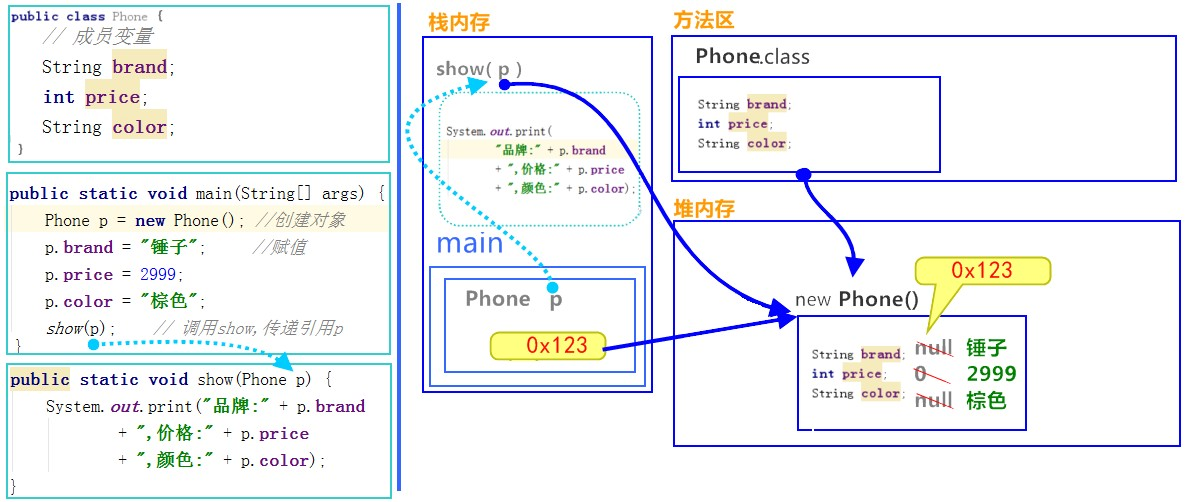 public class Phone {
// 成员变量
String brand;
int price;
String color;
}
public static void main(String[] args) {
Phone p = new Phone(); //创建对象
p.brand = "锤子"; //赋值
p.price = 2999;
p.color = "棕色";
show(p); // 调用show,传递引用p
}
public static void show(Phone p) {
System.out.print("品牌:" + p.brand
+ ",价格:" + p.price
+ ",颜色:" + p.color);
}
栈内存
show( p )
System.out.print(
"品牌:" + p.brand
+ ",价格:" + p.price
+ ",颜色:" + p.color);
main
Phone p
0x123
方法区
Phone.class
String brand;
int price;
String color;
堆内存
0x123
new Phone()
String brand; null 锤子
int price; 0 2999
String color; null 棕色